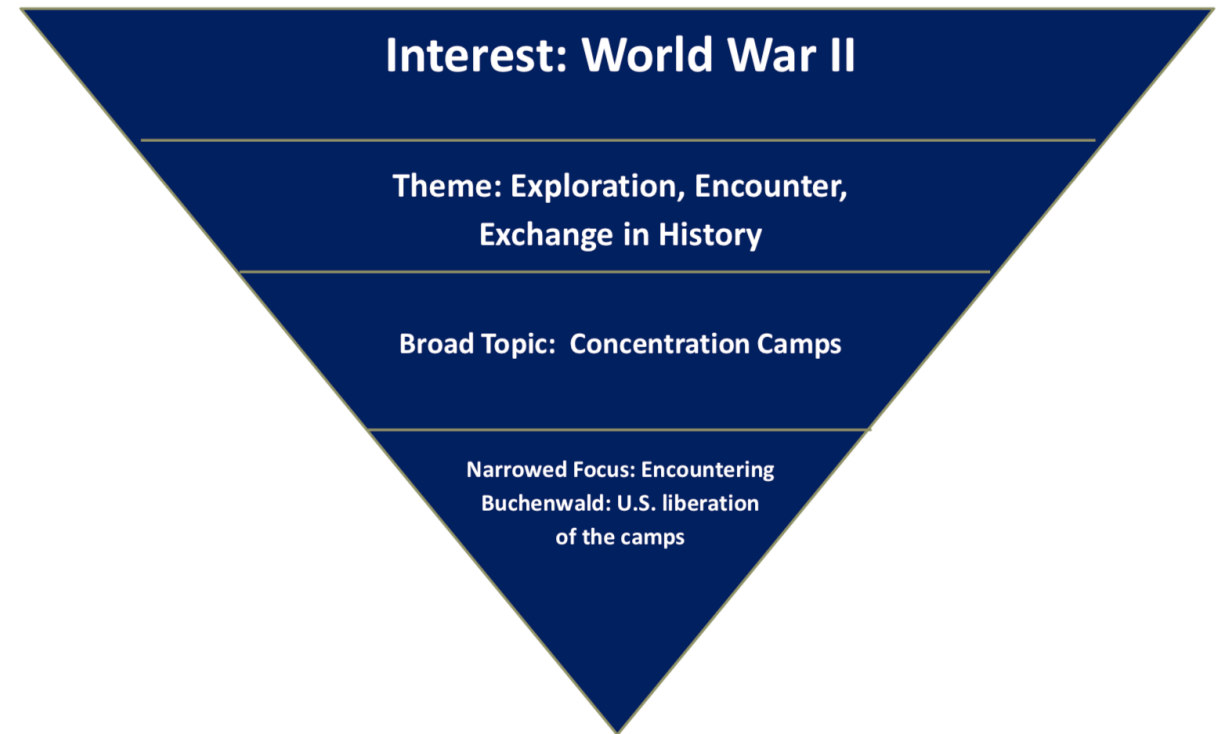 Interest: World War II
Theme: Exploration, Encounter,
Exchange in History
Broad Topic:  Concentration Camps
Narrowed Focus: Encountering
Buchenwald: U.S. liberation
of the camps